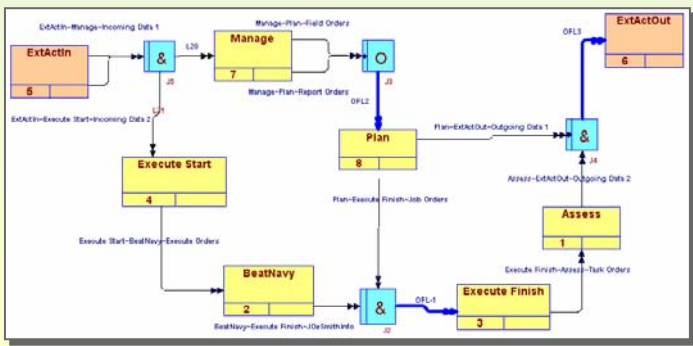 ExtActIn-Manage-Incoming Data 1
ExtActIn
5
&
J5
L20
Manage-Plan-Field Orders
Manage
7
Manage-Plan-Report Orders
O
J3
OFL3
ExtActOut
6
ExtActIn-Execute Start-Incoming Data 2
L21
OFL2
Plan
8
Plan-ExtActOut-Outgoing Data 1
&
J4
Execute Start
4
Plan-Execute Finish-Job Orders
Assess-ExtActOut-Outgoing Data 2
Assess
1
Execute Start-BeatNavy-Execute Orders
BeatNavy
2
BeatNavy-Execute Finish-JOeSmithInfo
&
J2
OFL-1
Execute Finish
3
Execute Finish-Assess-Task Orders